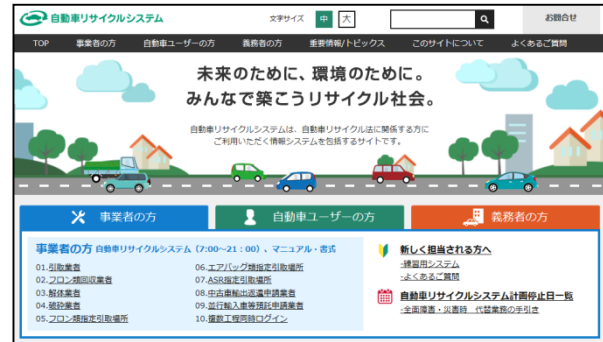 自動車リサイクルシステム
文字サイズ 中 大
お問合せ
TOP 事業者の方 自動車ユーザーの方 義務者の方 重要情報/トピックス このサイトについて よくあるご質問
未来のために、環境のために。
みんなで築こうリサイクル社会。
自動車リサイクルシステムは、自動車リサイクル法に関係する方に
ご利用いただく情報システムを包括するサイトです。
事業者の方 自動車ユーザーの方 義務者の方
事業者の方 自動車リサイクルシステム(7:00~21:00)、マニュアル・書式
01.引取業者
02.フロン類回収業者
03.解体業者
04.破砕業者
05.フロン類指定引取場所
06.エアバッグ類指定引取場所
07.ASR指定引取場所
08.中古車輸出返還申請業者
09.並行輸入車等預託申請業者
10.複数工程同時ログイン
新しく担当される方へ
-練習用システム
-よくあるご質問
自動車リサイクルシステム計画停止日一覧
-全面障害・災害時 代替業務の手引き